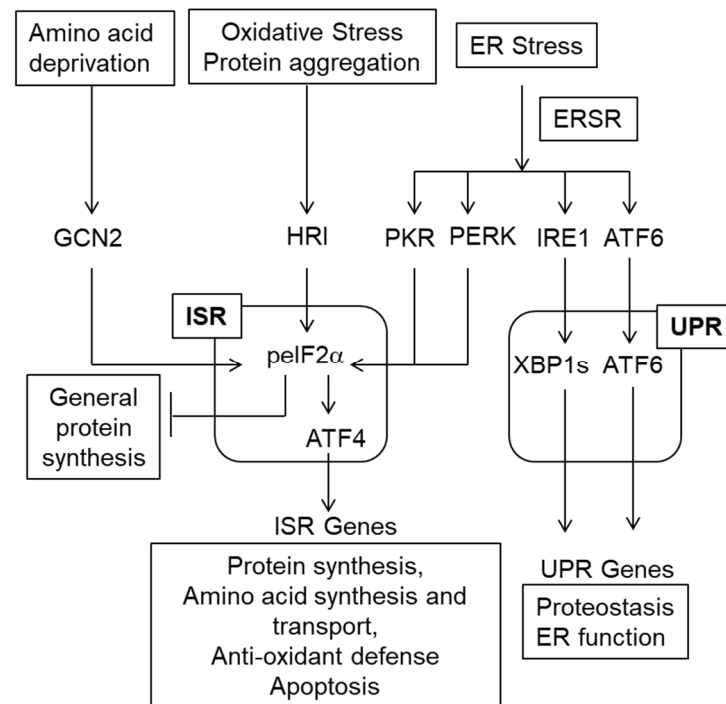 Amino acid
deprivation
Oxidative Stress
Protein aggregation
ER Stress
ERSR
GCN2
HRI
PKR
PERK
IRE1
ATF6
ISR
UPR
peIF2α
XBP1s
ATF6
General
protein
synthesis
ATF4
ISR Genes
Protein synthesis,
Amino acid synthesis and
transport,
Anti-oxidant defense
Apoptosis
UPR Genes
Proteostasis
ER function